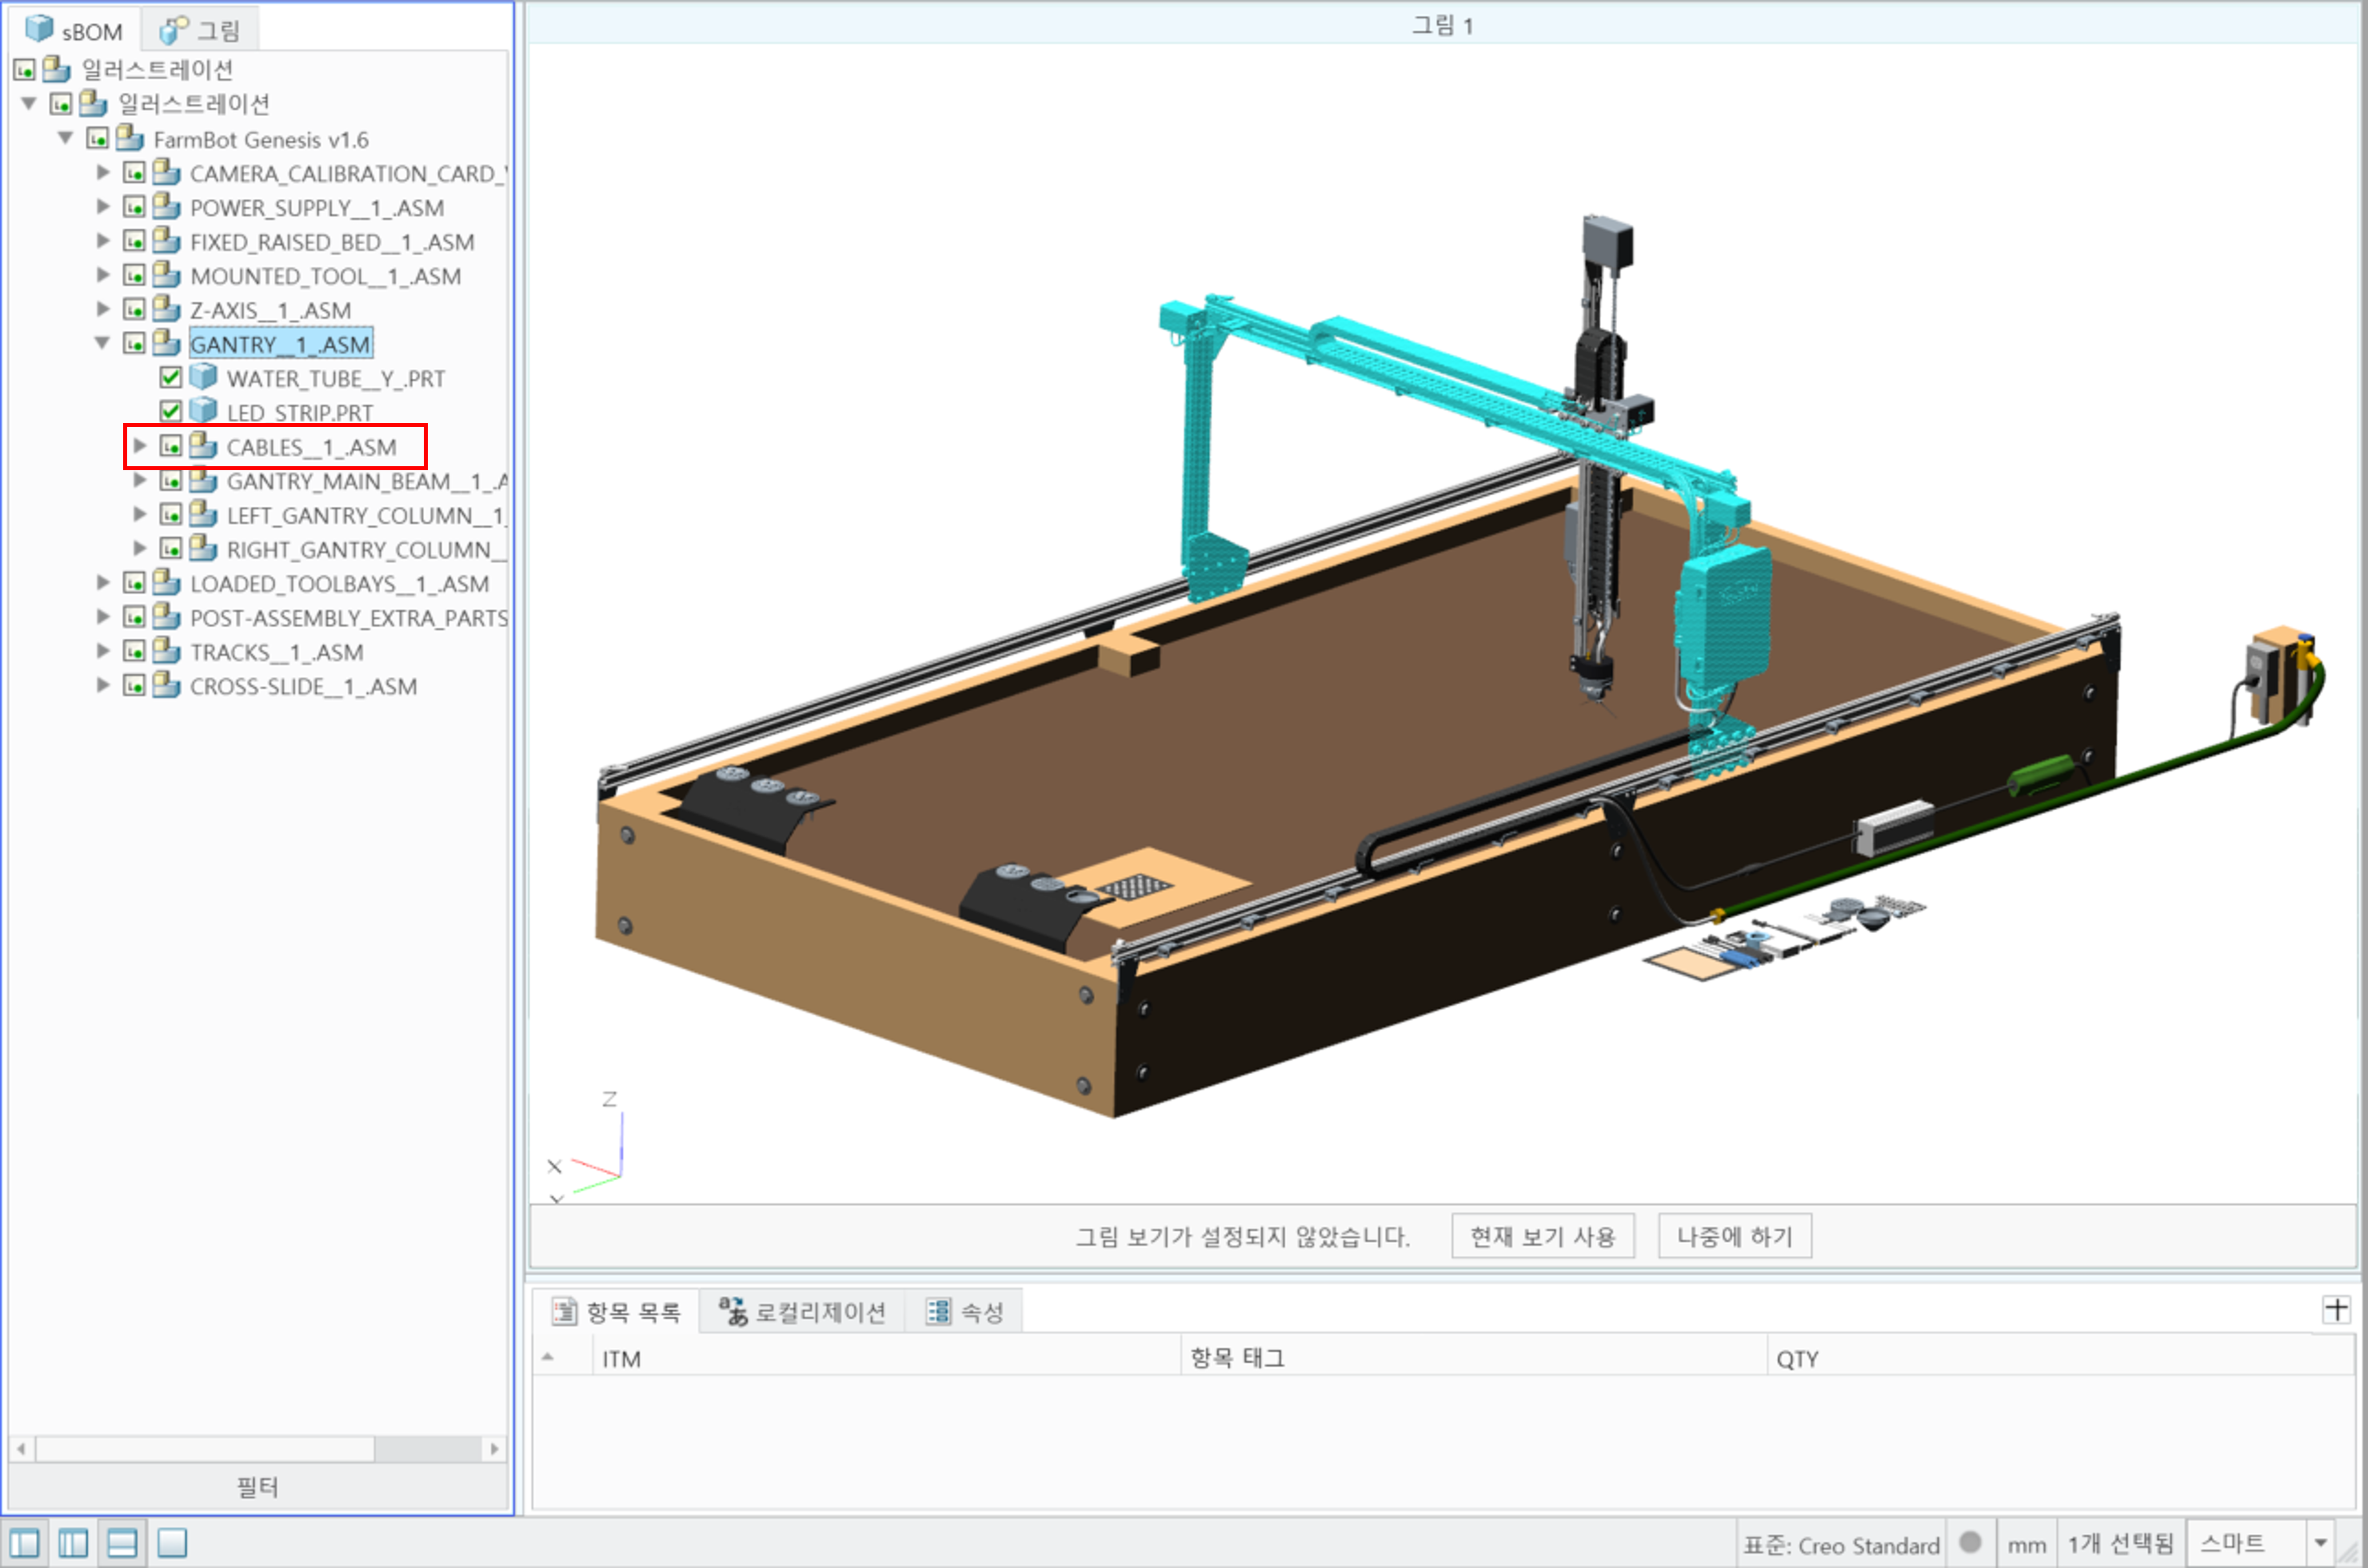 sBOM
그림
일러스트레이션
일러스트레이션
FarmBot Genesis v1.6
CAMERA_CALIBRATION_CARD_
POWER_SUPPLY__1_.ASM
FIXED_RAISED_BED__1_.ASM
MOUNTED_TOOL__1_.ASM
Z-AXIS__1_.ASM
GANTRY__1_.ASM
WATER_TUBE__Y_.PRT
LED_STRIP.PRT
CABLES__1_.ASM
GANTRY_MAIN_BEAM__1_.A
LEFT_GANTRY_COLUMN__1_
RIGHT_GANTRY_COLUMN__
LOADED_TOOLBAYS__1_.ASM
POST-ASSEMBLY_EXTRA_PARTS
TRACKS__1_.ASM
CROSS-SLIDE__1_.ASM
필터
그림 1
Z
X
Y
그림 보기가 설정되지 않았습니다.
현재 보기 사용
나중에 하기
항목 목록
로컬리제이션
속성
ITM
항목 태그
QTY
표준: Creo Standard
mm
1개 선택됨
스마트